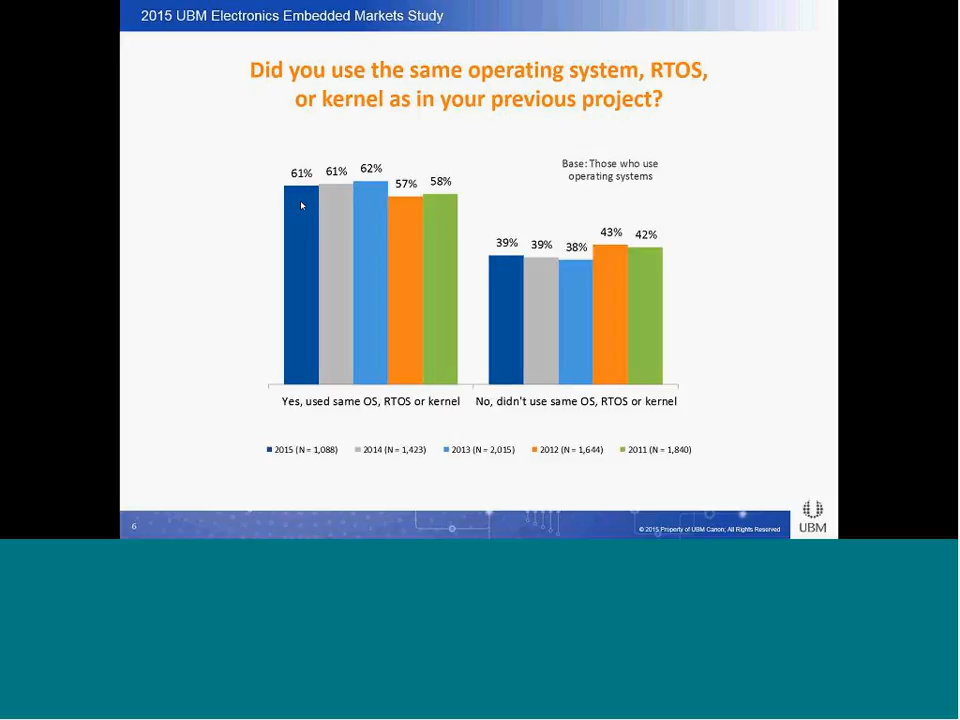 2015 UBM Electronics Embedded Markets Study
Did you use the same operating system, RTOS,
or kernel as in your previous project?
Base: Those who use
operating systems
61% 61% 62% 57% 58%
39% 39% 38% 43% 42%
Yes, used same OS, RTOS or kernel No, didn't use same OS, RTOS or kernel
2015 (N = 1,088) 2014 (N = 1,423) 2013 (N = 2,015) 2012 (N = 1,644) 2011 (N = 1,840)
6
© 2015 Property of UBM Canon; All Rights Reserved
UBM